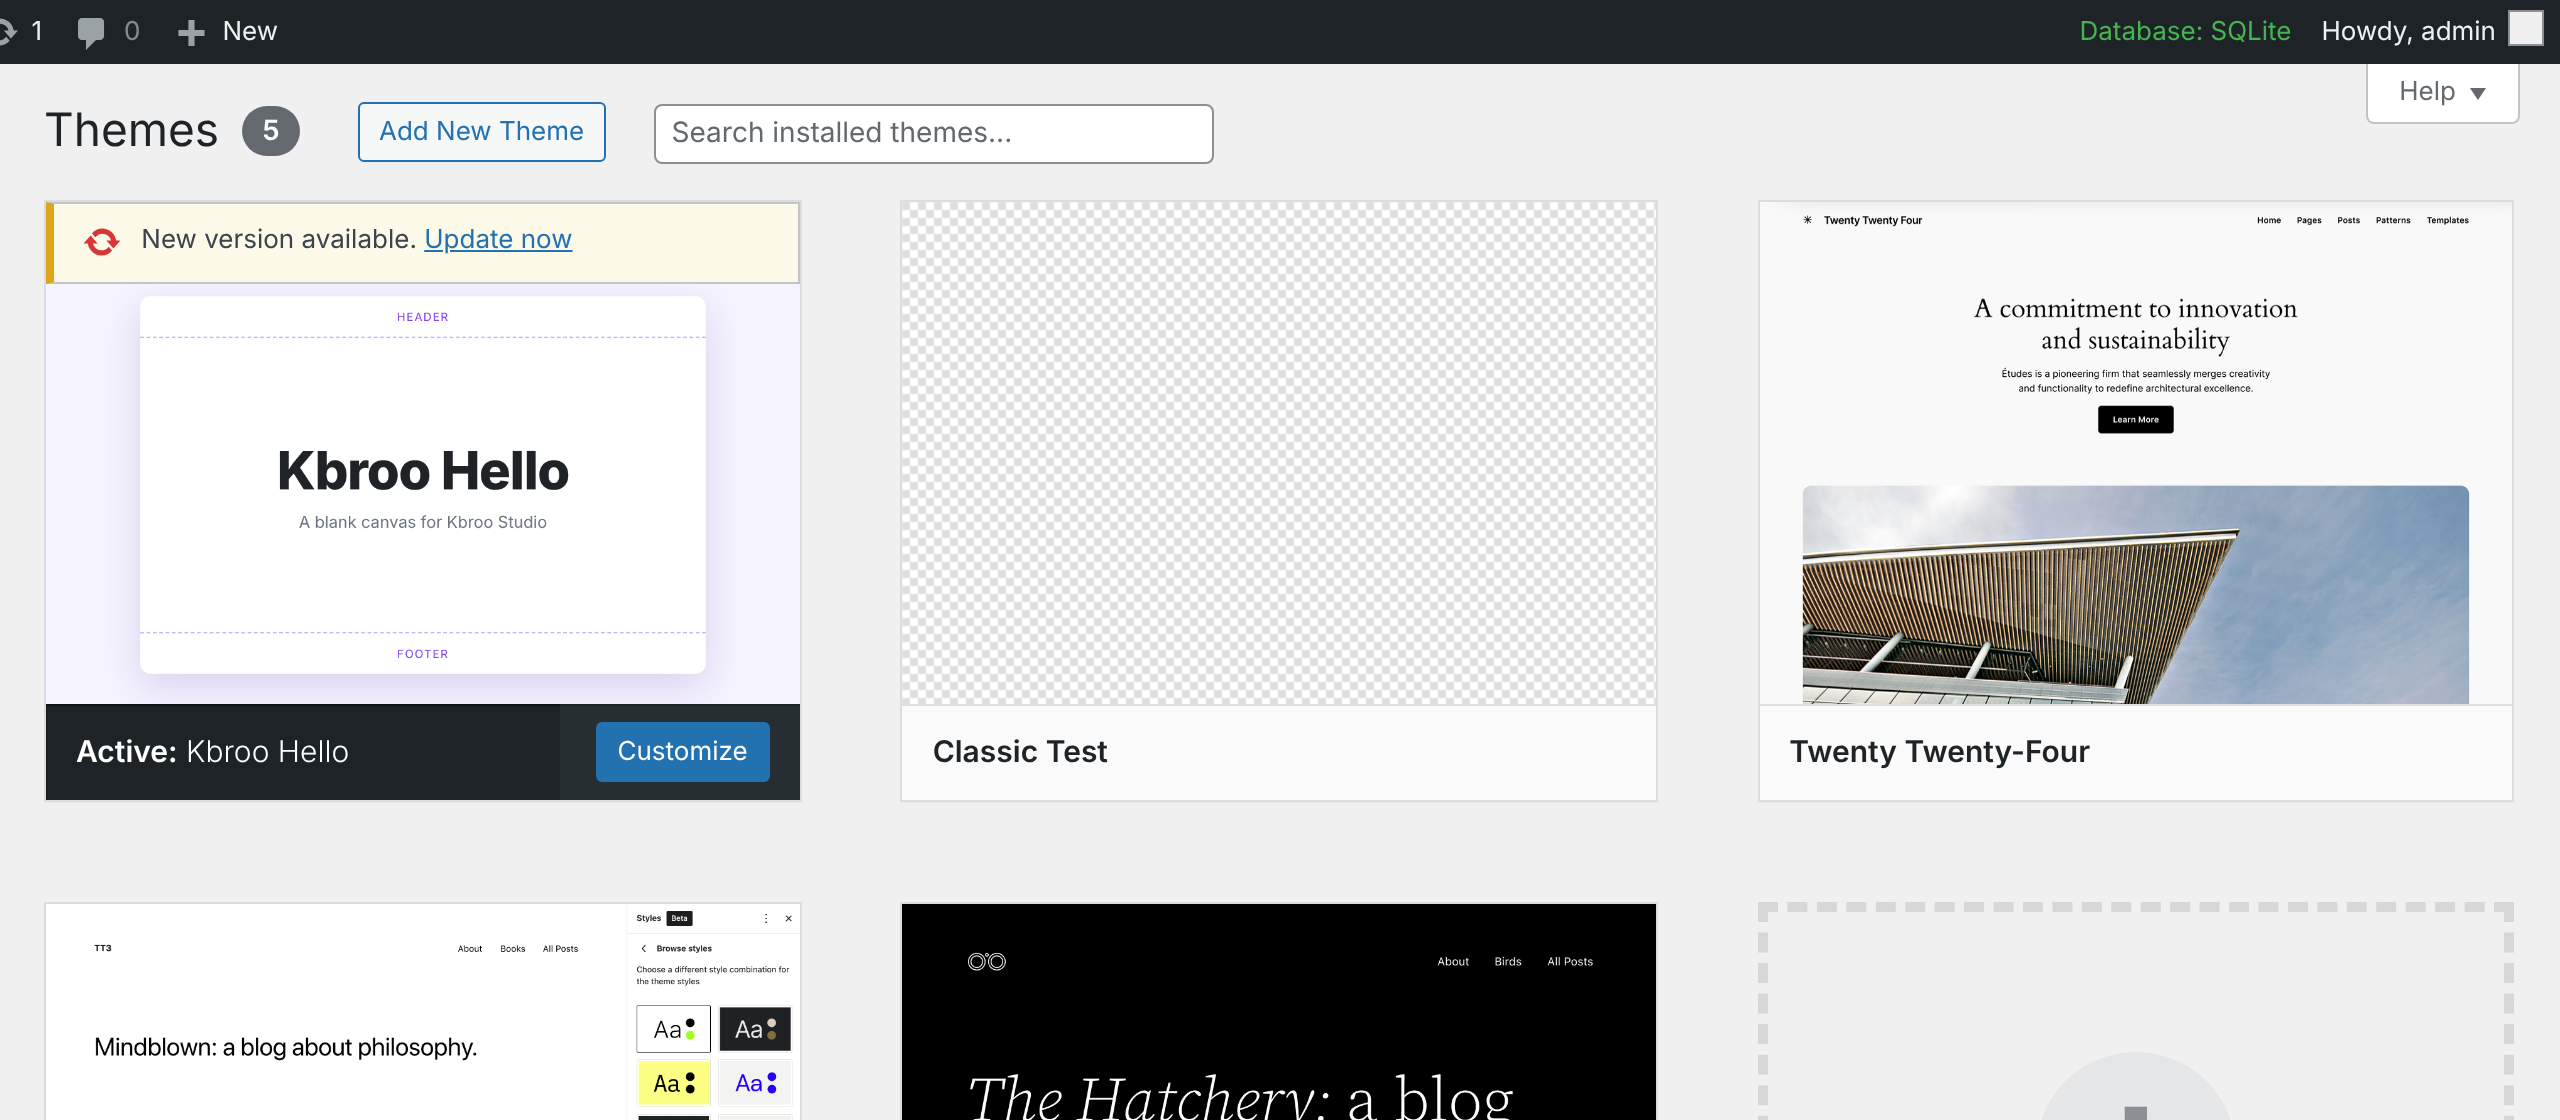 1
0
New
Database: SQLite
Howdy, admin
Help
Themes 5
Add New Theme
Search installed themes...
New version available. Update now
HEADER
Kbroo Hello
A blank canvas for Kbroo Studio
FOOTER
Active: Kbroo Hello
Customize
Classic Test
Twenty Twenty Four
Home Pages Posts Patterns Templates
A commitment to innovation
and sustainability
Études is a pioneering firm that seamlessly merges creativity
and functionality to redefine architectural excellence.
Learn More
Twenty Twenty-Four
TT3
About Books All Posts
Mindblown: a blog about philosophy.
Styles Beta
Browse styles
Choose a different style combination for
the theme styles
Aa Aa
Aa Aa
About Birds All Posts
The Hatchery: a blog